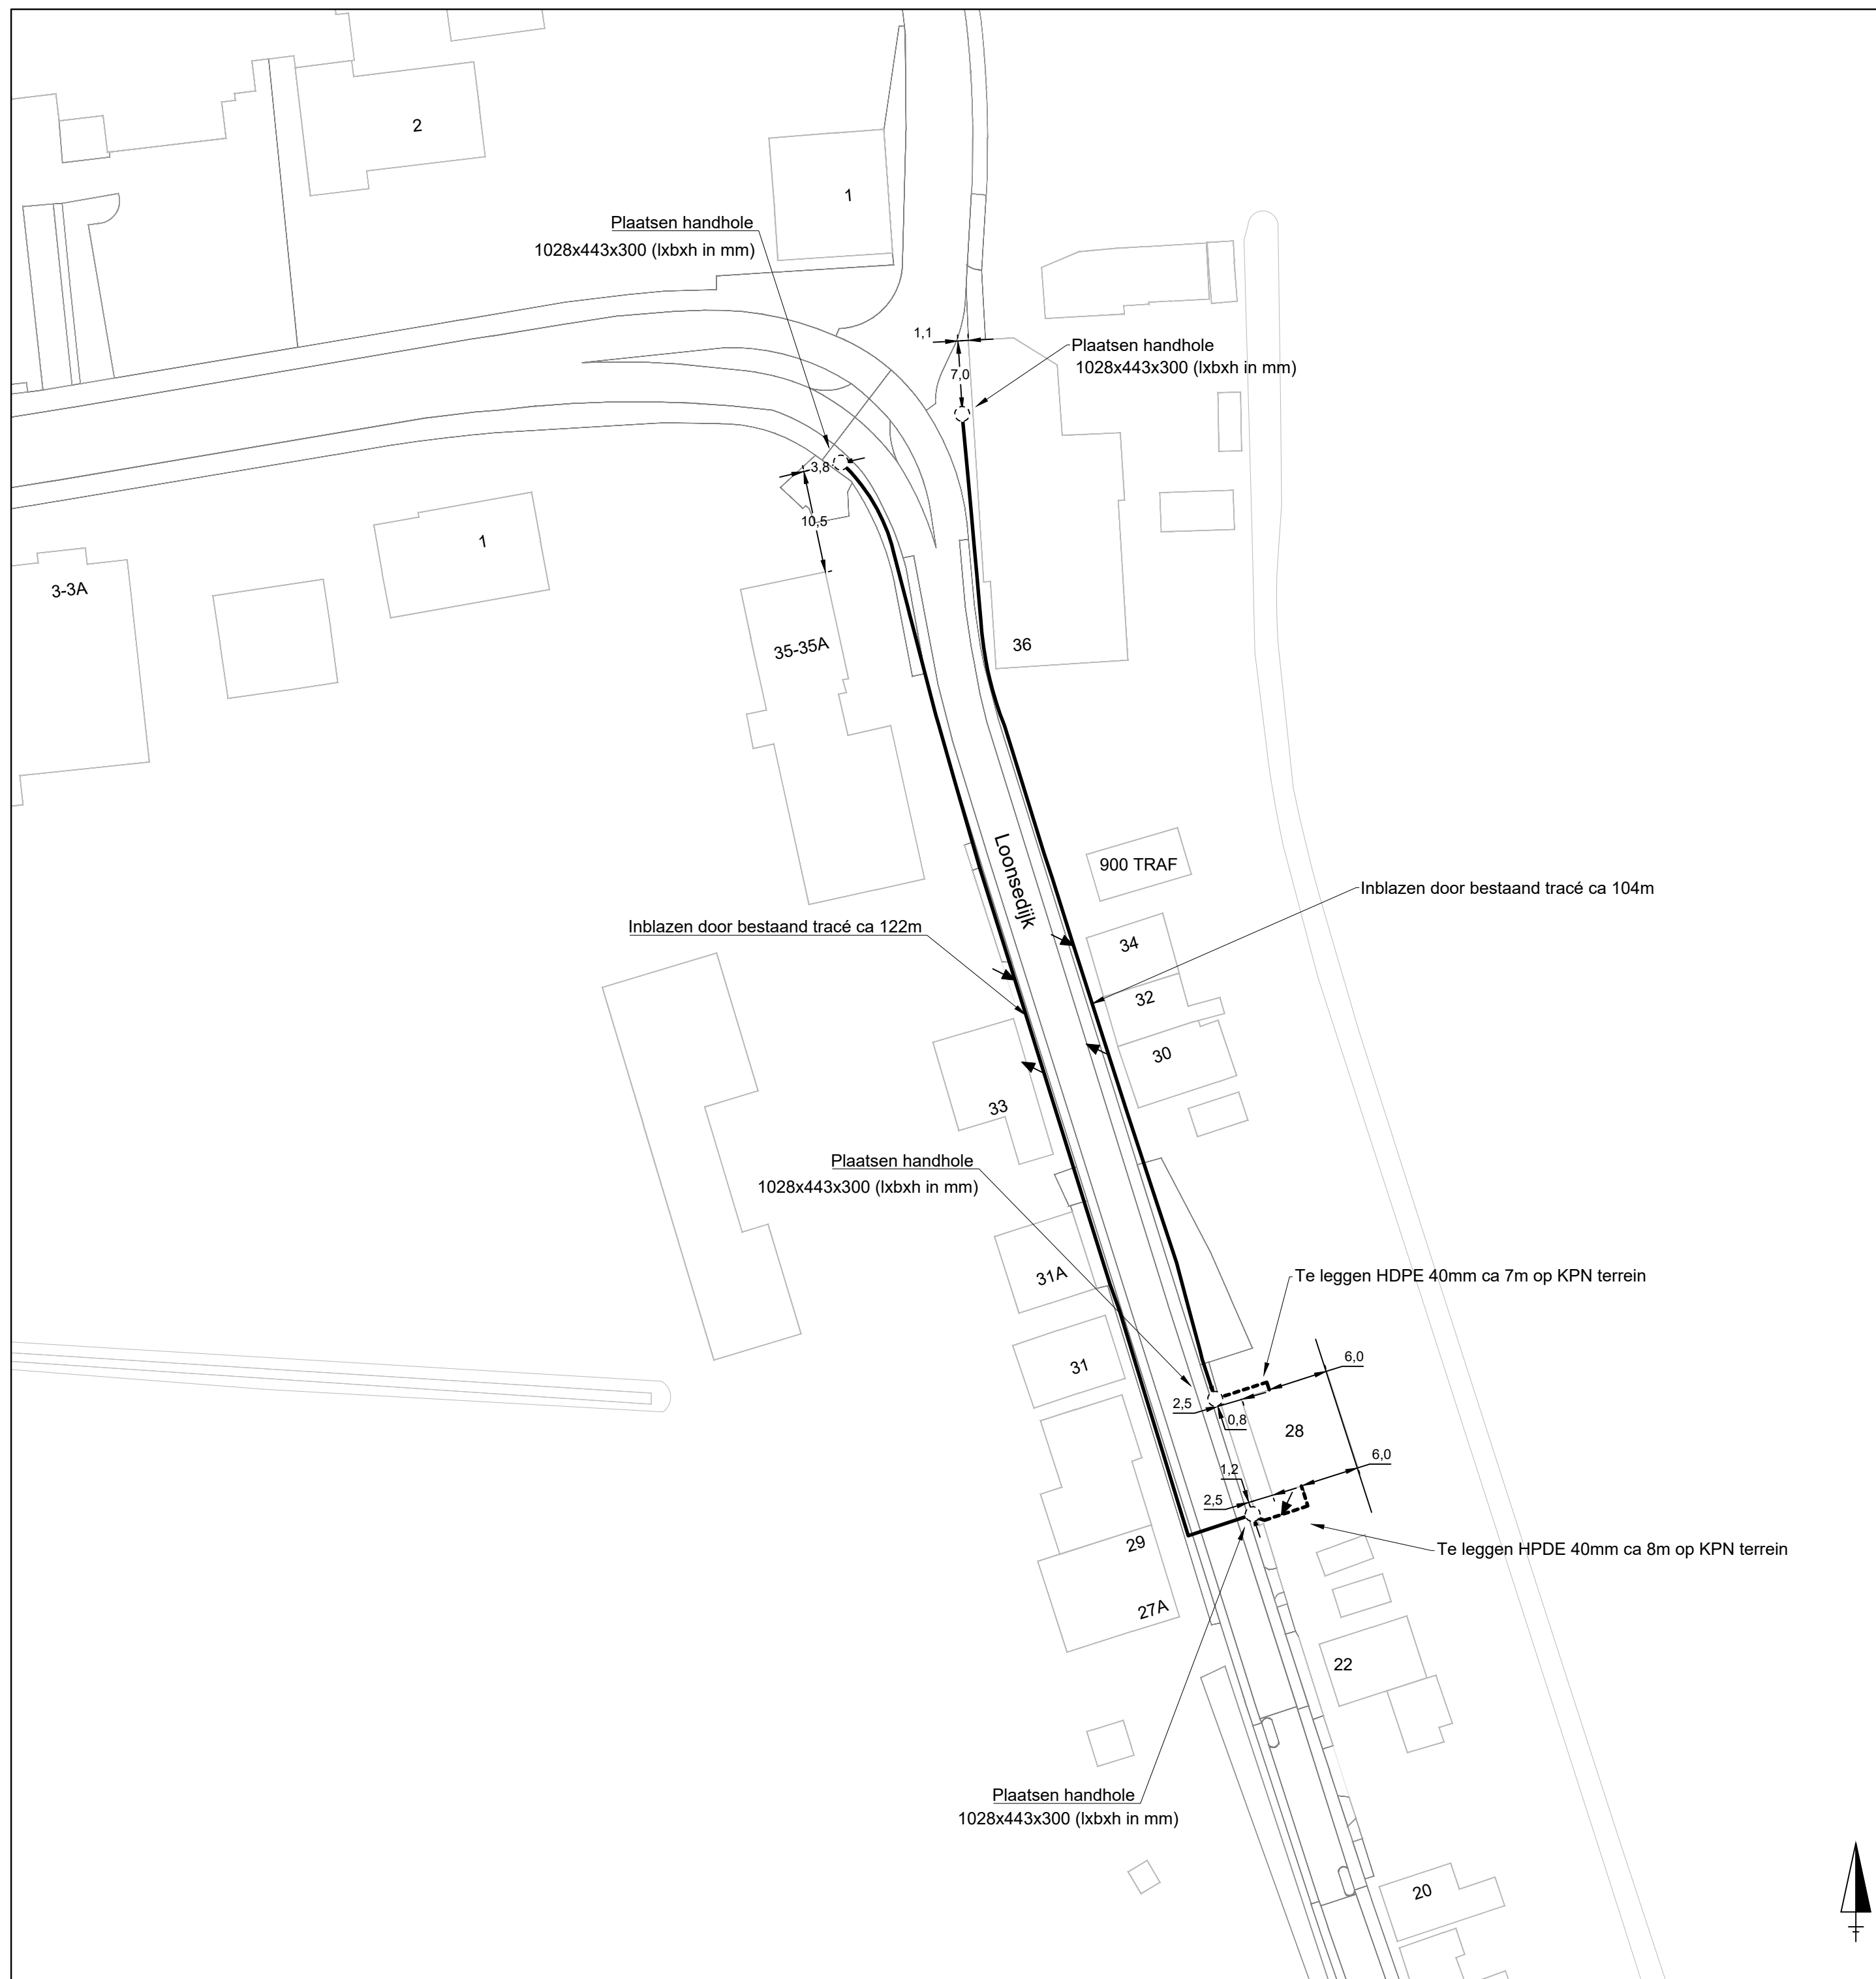 2
1
Plaatsen handhole
1028x443x300 (lxbxh in mm)
1,1
Plaatsen handhole
1028x443x300 (lxbxh in mm)
7,0
3,8
10,5
1
3-3A
35-35A
36
Loonsedijk
900 TRAF
Inblazen door bestaand tracé ca 104m
Inblazen door bestaand tracé ca 122m
34
32
30
33
Plaatsen handhole
1028x443x300 (lxbxh in mm)
31A
Te leggen HDPE 40mm ca 7m op KPN terrein
31
6,0
2,5
0,8
28
6,0
1,2
2,5
29
Te leggen HPDE 40mm ca 8m op KPN terrein
27A
22
Plaatsen handhole
1028x443x300 (lxbxh in mm)
20